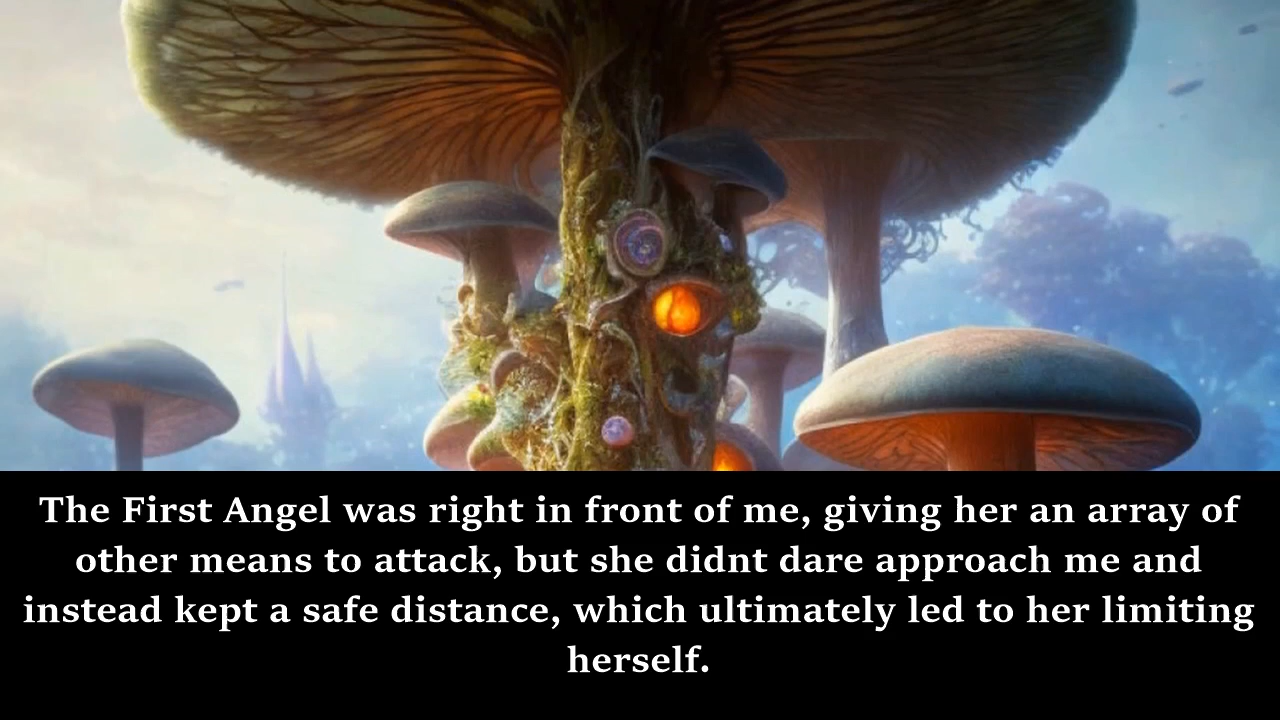 The First Angel was right in front of me, giving her an array of
other means to attack, but she didnt dare approach me and
instead kept a safe distance, which ultimately led to her limiting
herself.